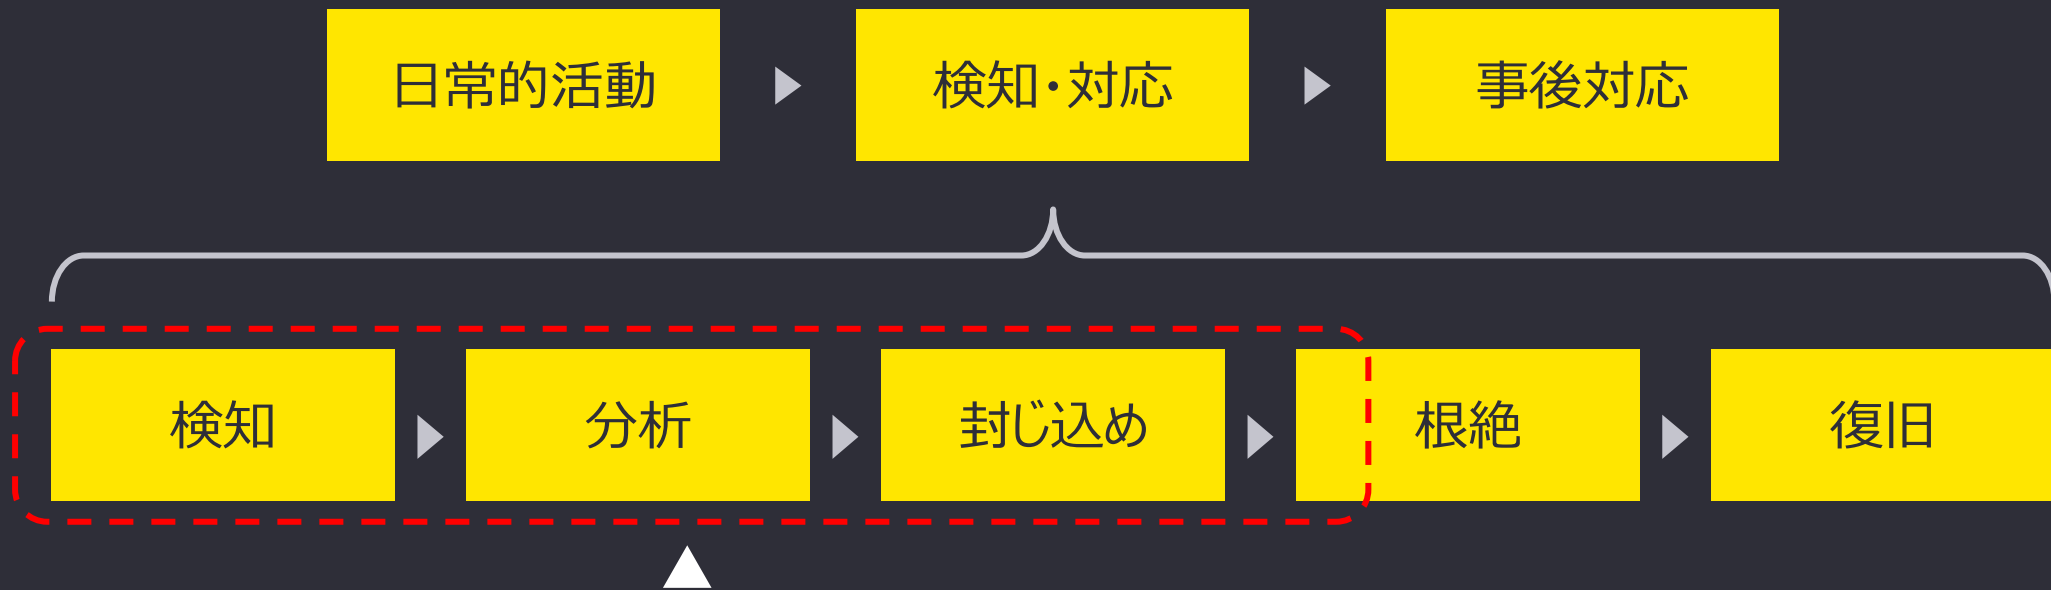 日常的活動
検知・対応
事後対応
検知
分析
封じ込め
根絶
復旧